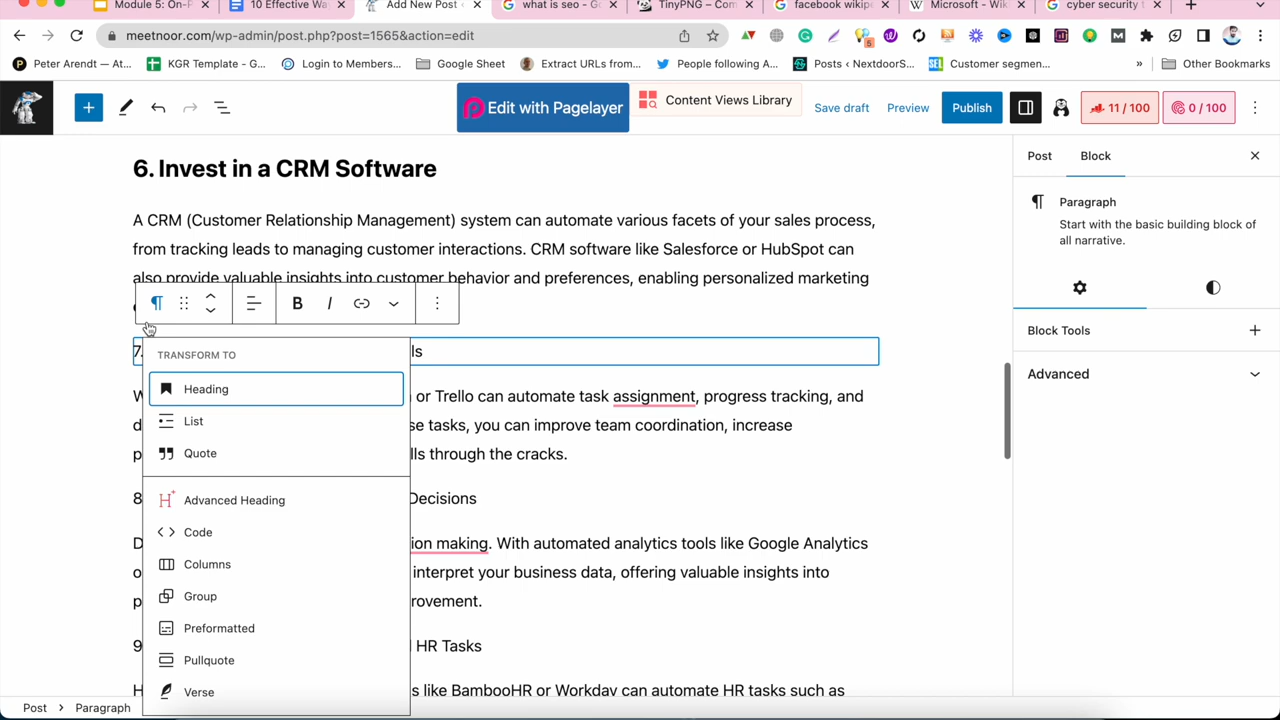 Module 5: On-P
10 Effective Wa
Add New Post
what is seo - Go
TinyPNG – Com
facebook wikip
Microsoft - Wiki
cyber security t
meetnoor.com/wp-admin/post.php?post=1565&action=edit
Peter Arendt — At...
KGR Template - G...
Login to Members...
Google Sheet
Extract URLs from...
People following A...
Posts ‹ NextdoorS...
Customer segmen...
»
Other Bookmarks
Edit with Pagelayer
Content Views Library
Save draft
Preview
Publish
11 / 100
0 / 100
Post
Block
6. Invest in a CRM Software
Paragraph
Start with the basic building block of
all narrative.
A CRM (Customer Relationship Management) system can automate various facets of your sales process,
from tracking leads to managing customer interactions. CRM software like Salesforce or HubSpot can
also provide valuable insights into customer behavior and preferences, enabling personalized marketing
B I
Block Tools
Advanced
7. ls
TRANSFORM TO
Heading
List
Quote
Advanced Heading
Code
Columns
Group
Preformatted
Pullquote
Verse
W or Trello can automate task assignment, progress tracking, and
d se tasks, you can improve team coordination, increase
p lls through the cracks.
8 Decisions
D ion making. With automated analytics tools like Google Analytics
o interpret your business data, offering valuable insights into
p rovement.
9 HR Tasks
H s like BambooHR or Workday can automate HR tasks such as
Post
Paragraph